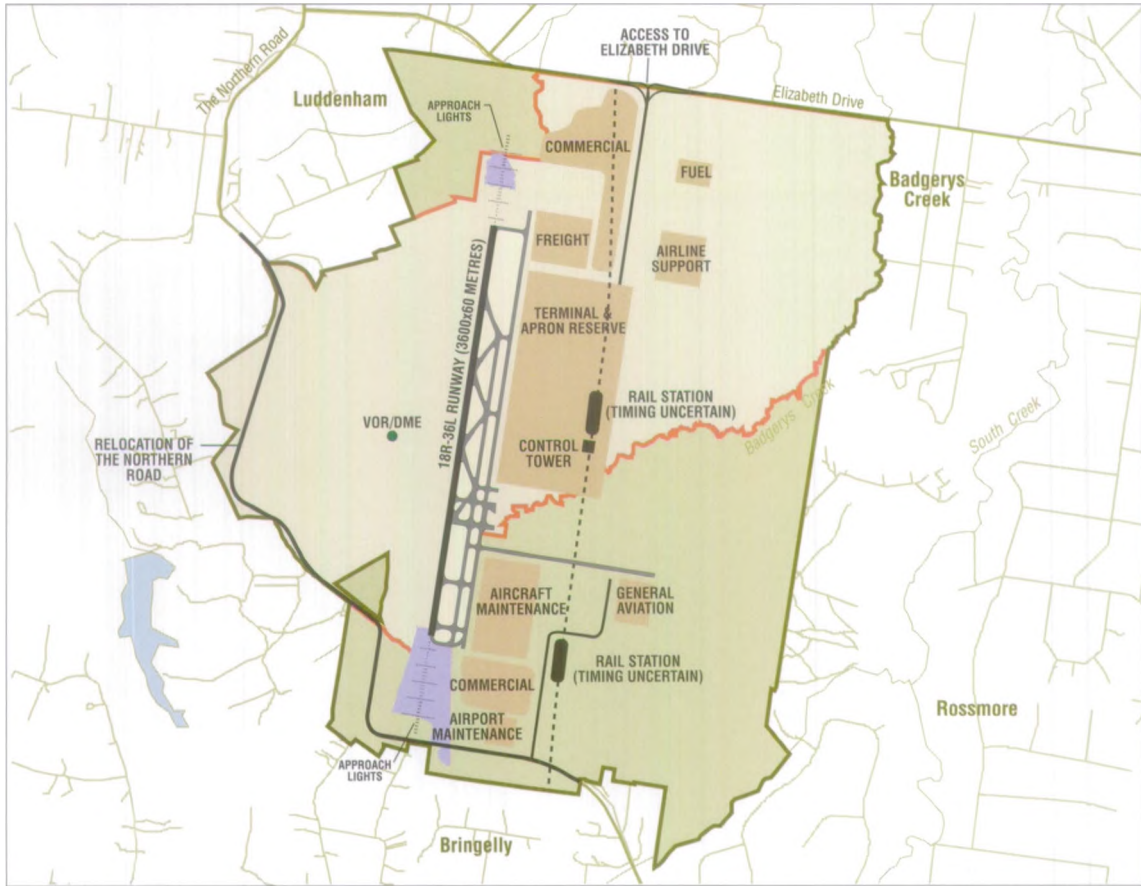 ACCESS TO
ELIZABETH DRIVE
The Northern Road
Luddenham
APPROACH
LIGHTS
Elizabeth Drive
COMMERCIAL
FUEL
Badgerys
Creek
FREIGHT
AIRLINE
SUPPORT
18R-36L RUNWAY (3600x60 METRES)
TERMINAL &
APRON RESERVE
RAIL STATION
(TIMING UNCERTAIN)
Badgerys Creek
South Creek
VOR/DME
RELOCATION OF
THE NORTHERN
ROAD
CONTROL
TOWER
AIRCRAFT
MAINTENANCE
GENERAL
AVIATION
RAIL STATION
(TIMING UNCERTAIN)
COMMERCIAL
Rossmore
AIRPORT
MAINTENANCE
APPROACH
LIGHTS
Bringelly